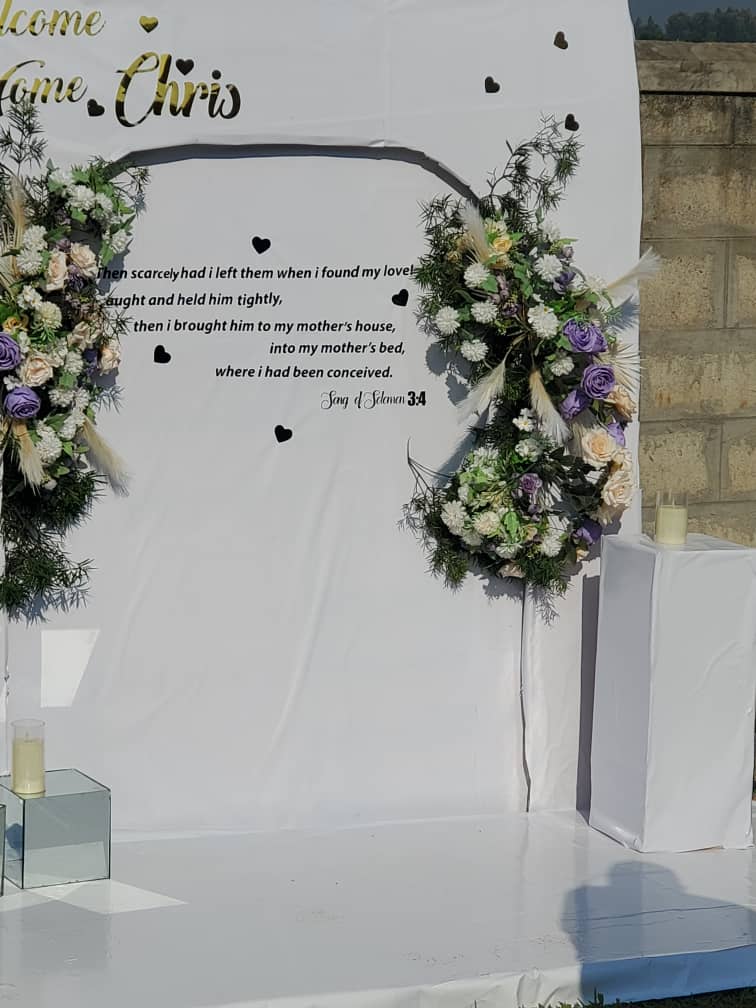 lcome
ome Chris
hen scarcely had i left them when i found my love!
aught and held him tightly,
then i brought him to my mother's house,
into my mother's bed,
where i had been conceived.
Song of Solomon 3:4